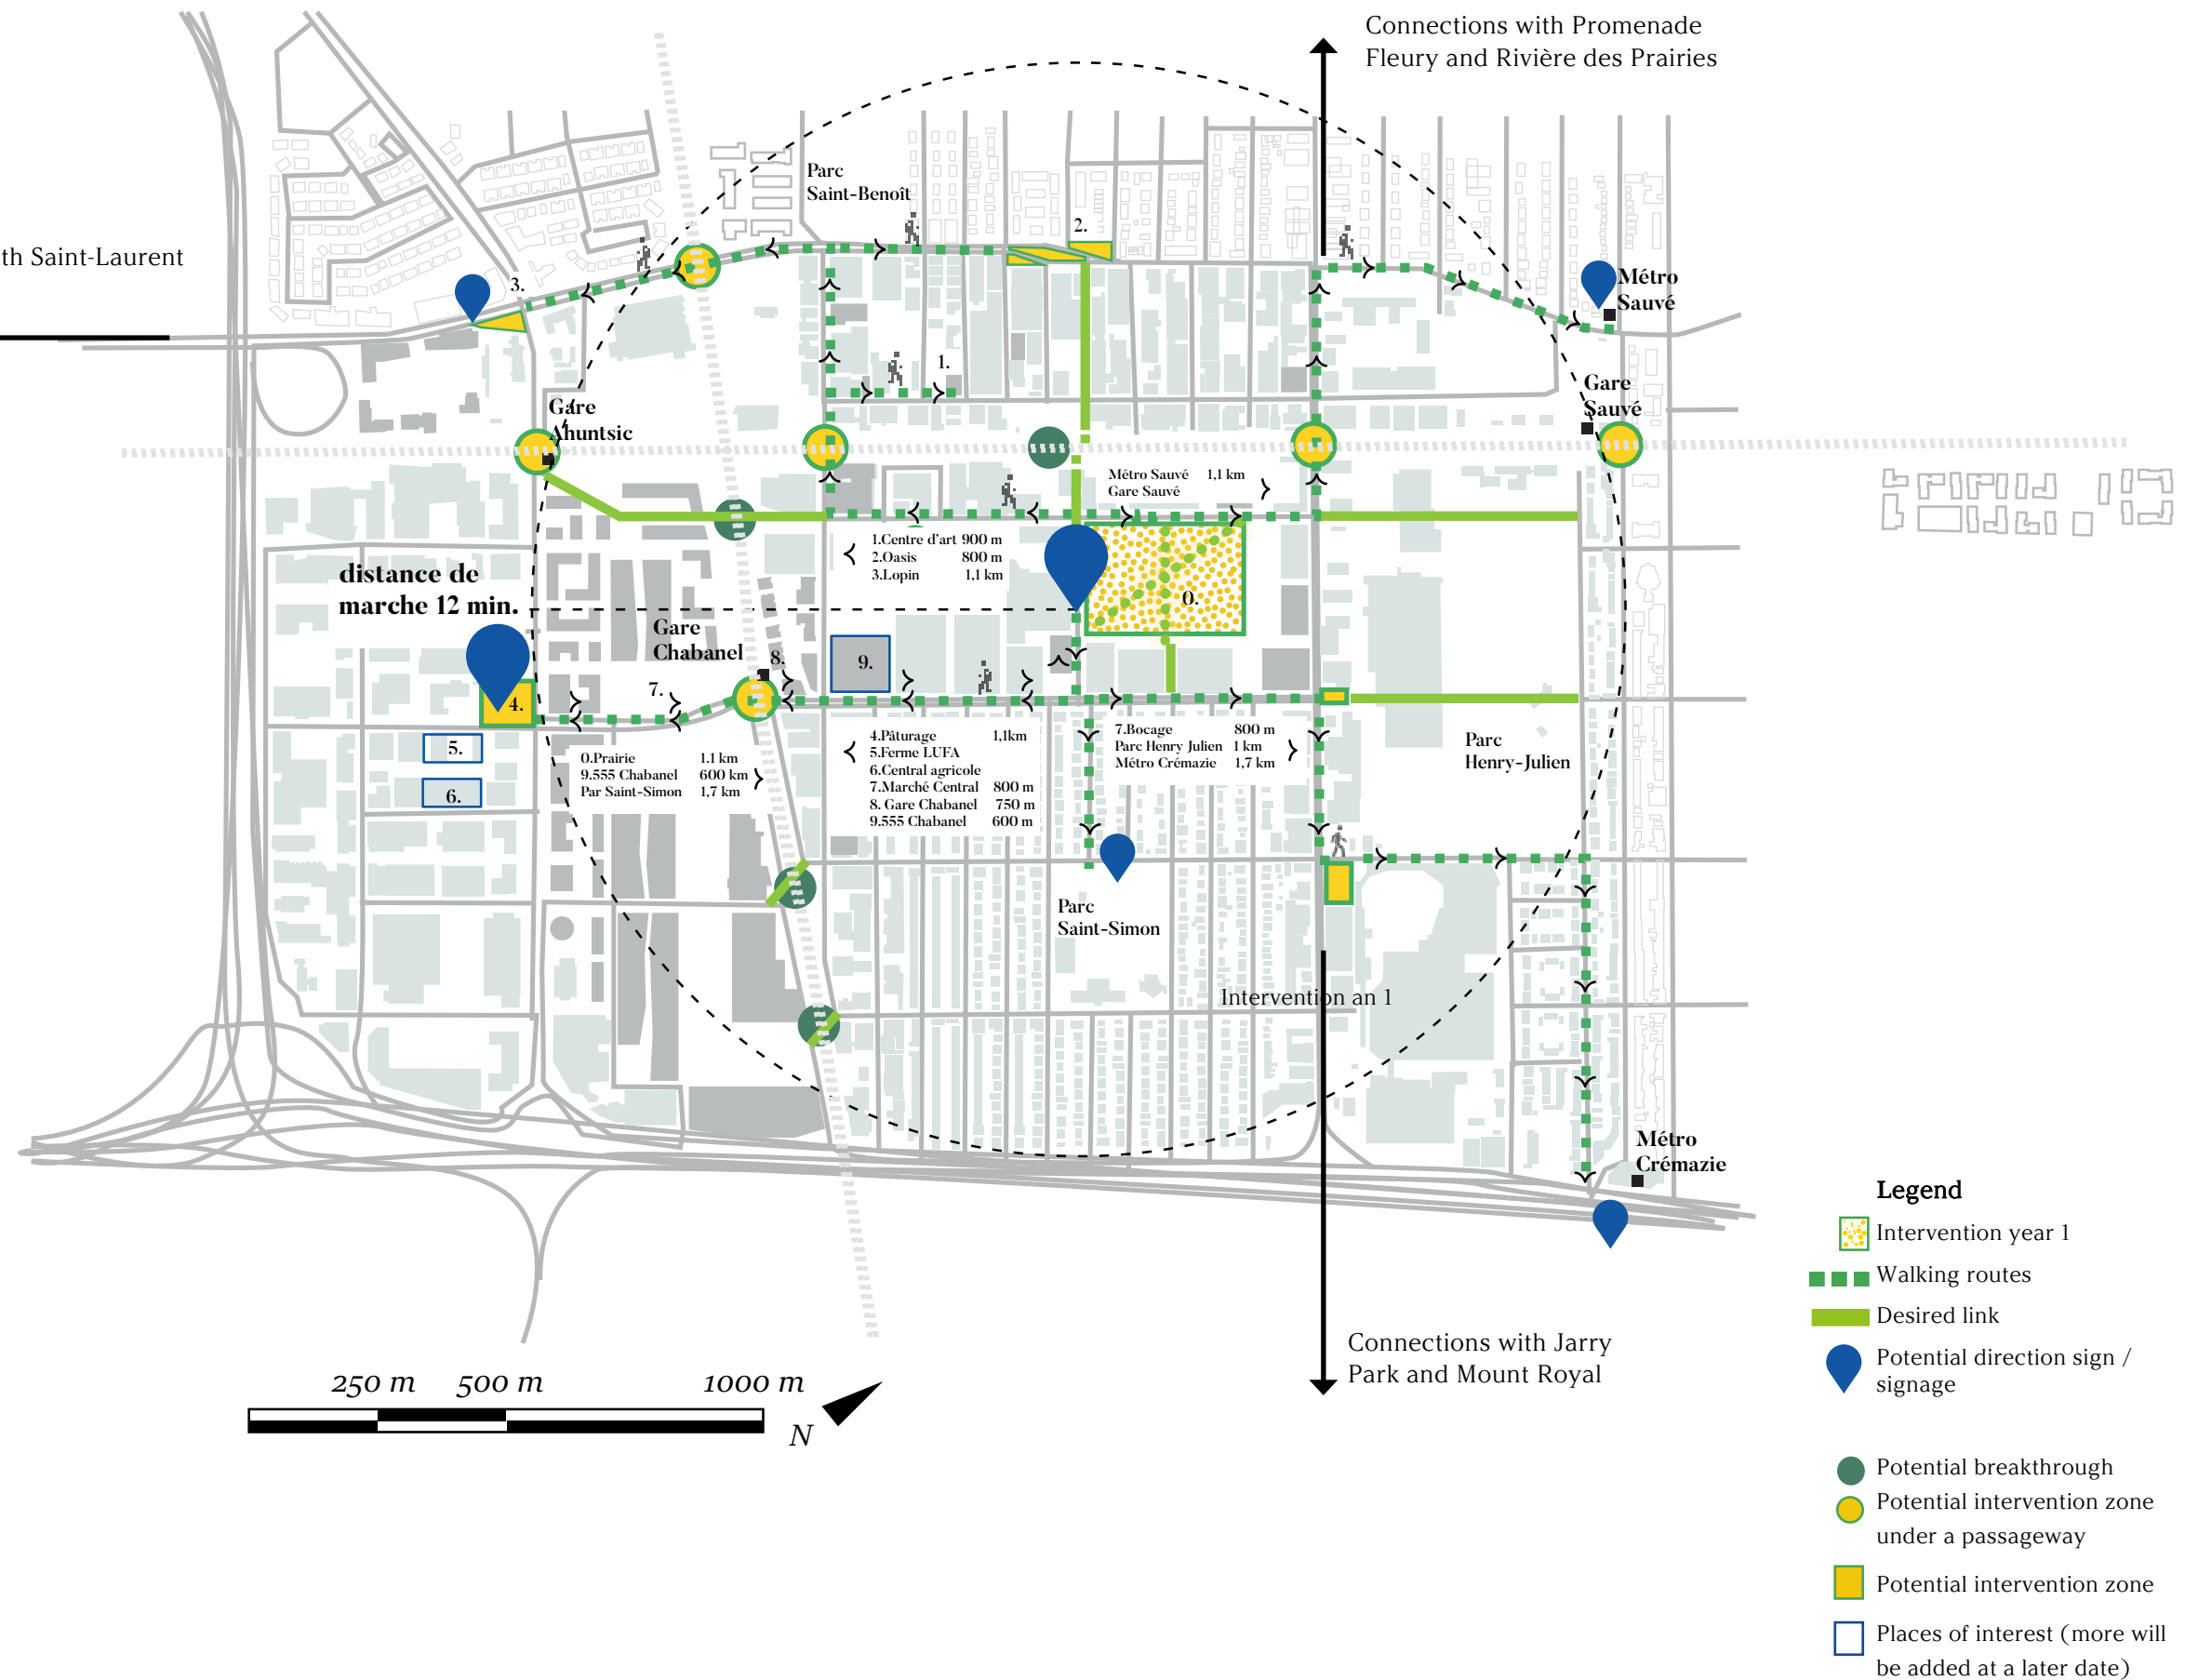 Connections with Promenade
Fleury and Rivière des Prairies
th Saint-Laurent
Parc
Saint-Benoît
2.
3.
Métro
Sauvé
1.
Gare
Sauvé
Gare
Ahuntsic
Métro Sauvé 1,1 km
Gare Sauvé
1.Centre d'art 900 m
2.Oasis 800 m
3.Lopin 1,1 km
distance de
marche 12 min.
0.
Gare
Chabanel
8.
9.
7.
4.
5.
6.
0.Prairie 1.1 km
9.555 Chabanel 600 km
Par Saint-Simon 1,7 km
4.Pâturage 1,1km
5.Ferme LUFA
6.Central agricole
7.Marché Central 800 m
8. Gare Chabanel 750 m
9.555 Chabanel 600 m
7.Bocage 800 m
Parc Henry Julien 1 km
Métro Crémazie 1,7 km
Parc
Henry-Julien
Parc
Saint-Simon
Intervention an 1
Métro
Crémazie
Connections with Jarry
Park and Mount Royal
250 m 500 m 1000 m
N
Legend
Intervention year 1
Walking routes
Desired link
Potential direction sign /
signage
Potential breakthrough
Potential intervention zone
under a passageway
Potential intervention zone
Places of interest (more will
be added at a later date)